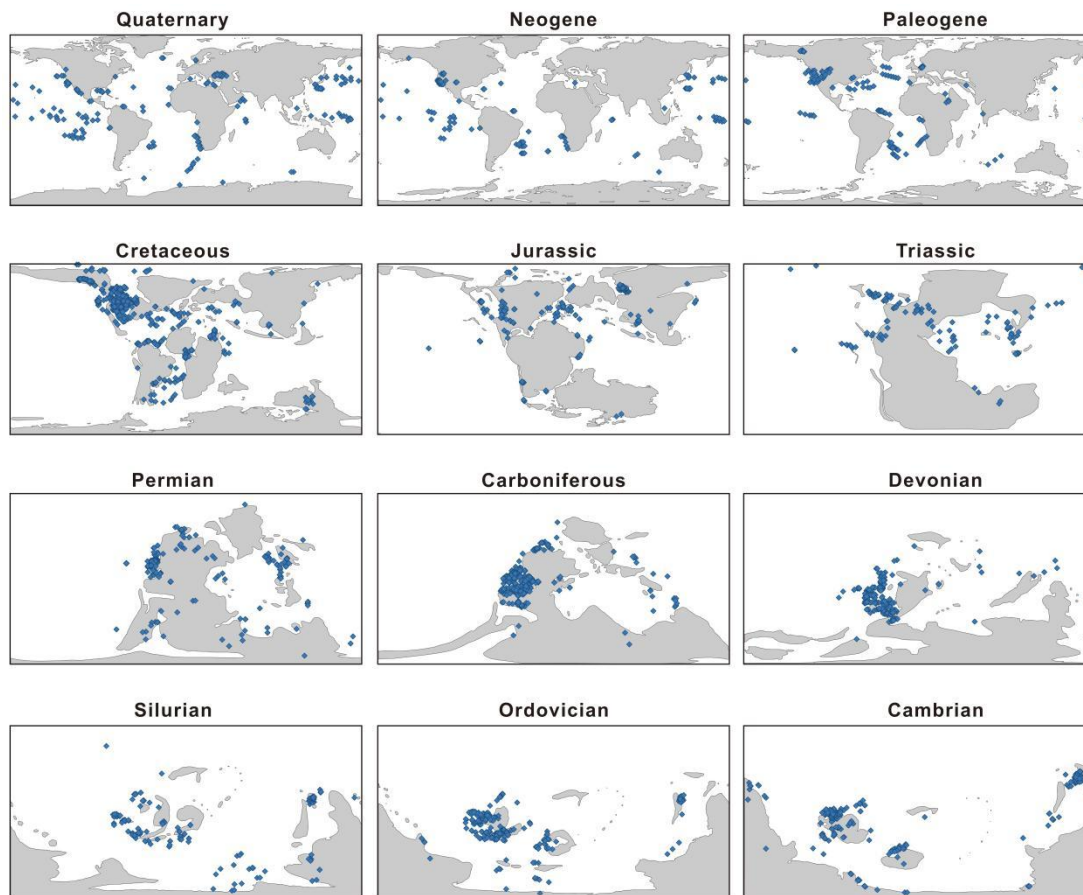 Quaternary
Neogene
Paleogene
Cretaceous
Jurassic
Triassic
Permian
Carboniferous
Devonian
Silurian
Ordovician
Cambrian